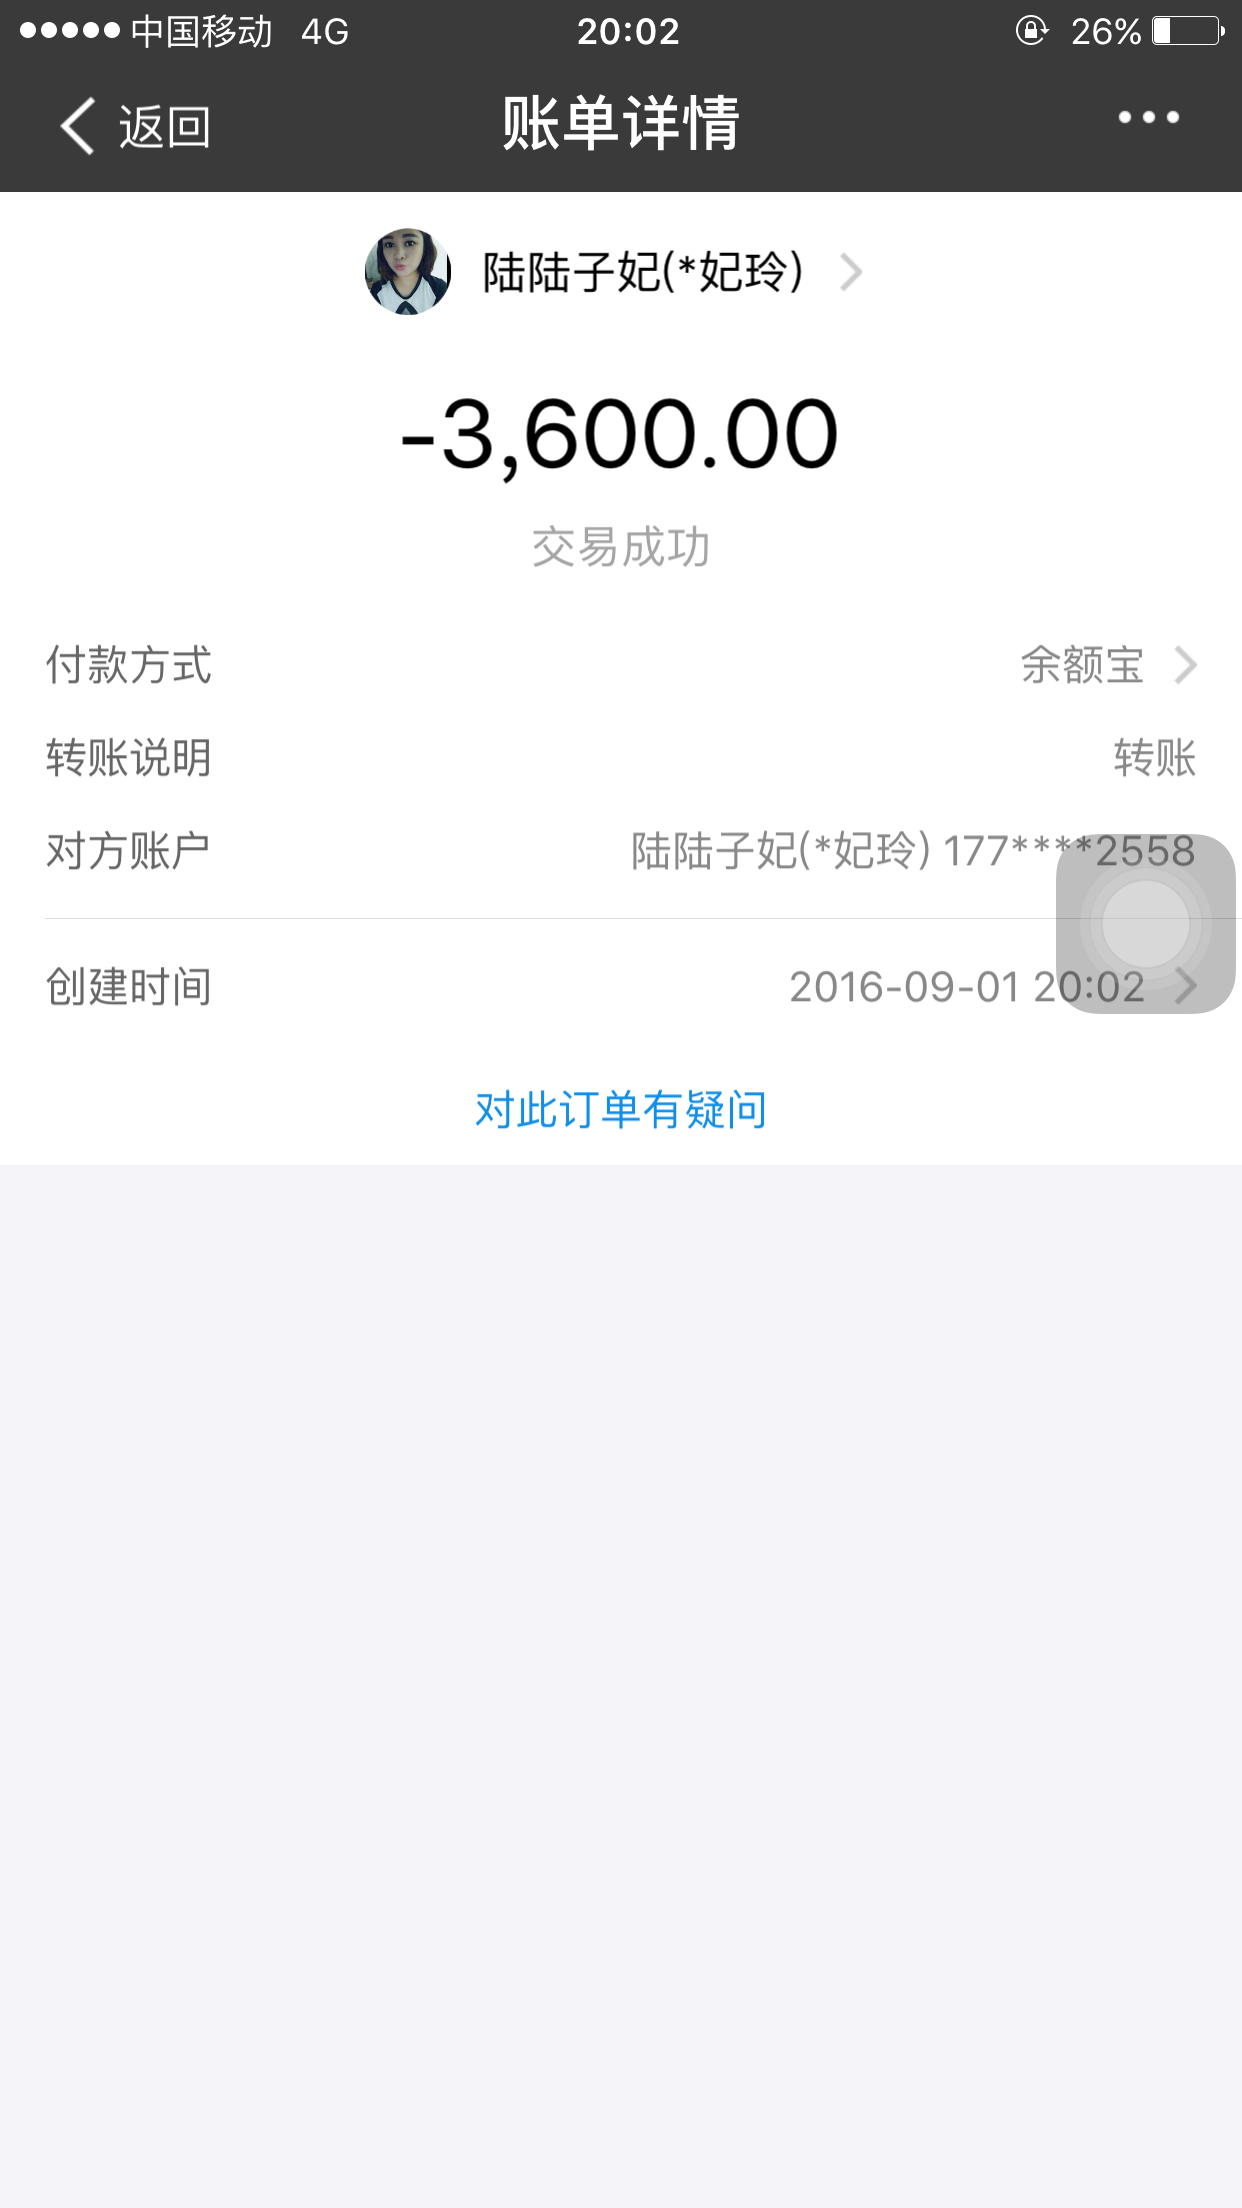 中国移动 4G 20:02 26%
返回 账单详情
陆陆子妃(*妃玲)
-3,600.00
交易成功
付款方式 余额宝
转账说明 转账
对方账户 陆陆子妃(*妃玲) 177****2558
创建时间 2016-09-01 20:02
对此订单有疑问